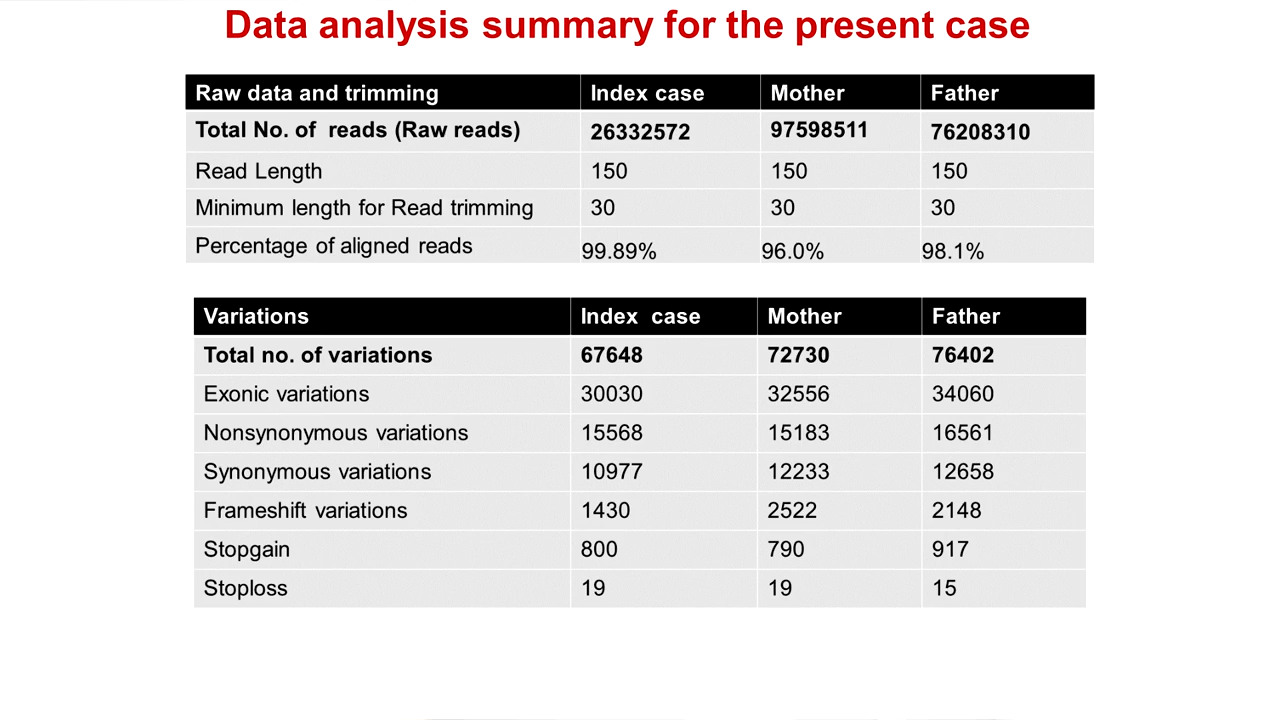 Data analysis summary for the present case
Raw data and trimming Index case Mother Father
Total No. of reads (Raw reads) 26332572 97598511 76208310
Read Length 150 150 150
Minimum length for Read trimming 30 30 30
Percentage of aligned reads 99.89% 96.0% 98.1%
Variations Index case Mother Father
Total no. of variations 67648 72730 76402
Exonic variations 30030 32556 34060
Nonsynonymous variations 15568 15183 16561
Synonymous variations 10977 12233 12658
Frameshift variations 1430 2522 2148
Stopgain 800 790 917
Stoploss 19 19 15